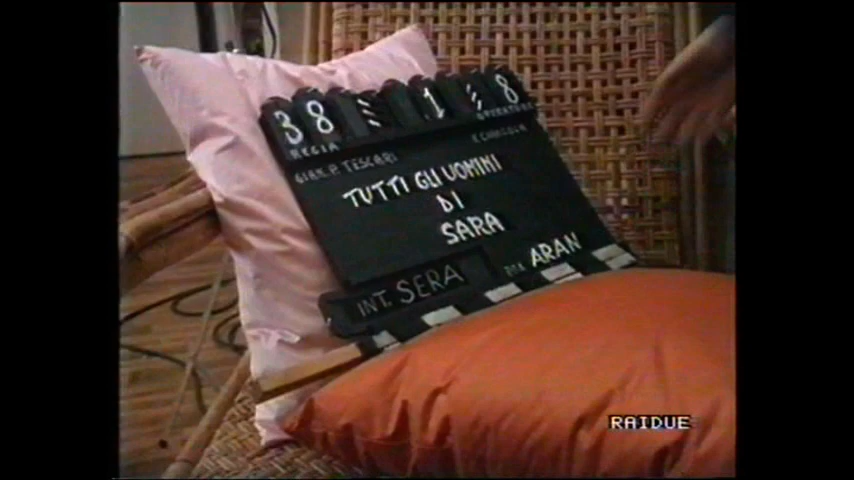 38 1 8
REGIA OPERATORE
GIAN P. TESCARI
TUTTI GLI UOMINI
DI
SARA
INT. SERA ARAN
RAIDUE